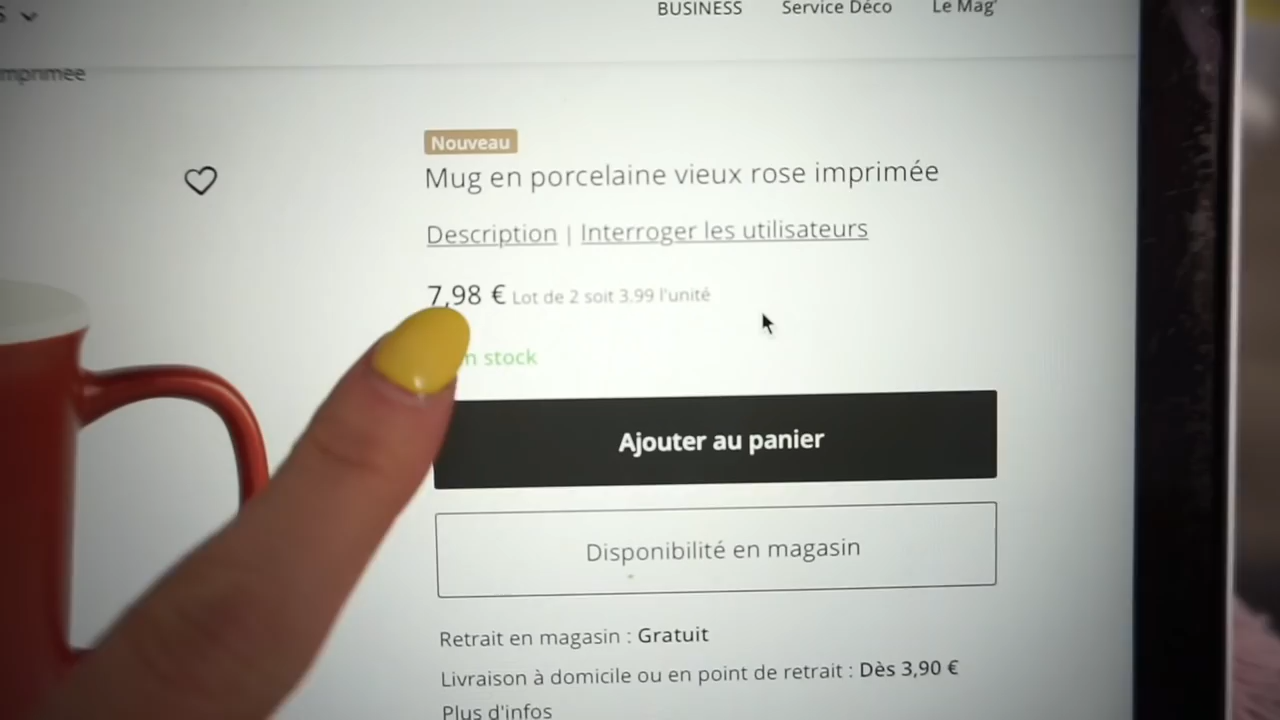 BUSINESS Service Déco Le Mag'
imprimée
Nouveau
Mug en porcelaine vieux rose imprimée
Description | Interroger les utilisateurs
7,98 € Lot de 2 soit 3.99 l'unité
n stock
Ajouter au panier
Disponibilité en magasin
Retrait en magasin : Gratuit
Livraison à domicile ou en point de retrait : Dès 3,90 €
Plus d'infos